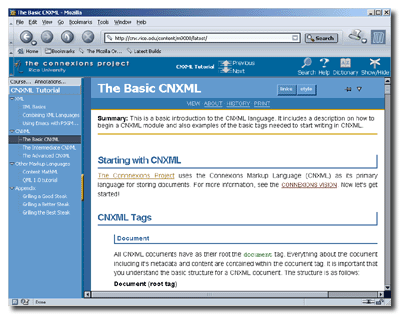 The Basic CNXML - Mozilla
File Edit View Go Bookmarks Tools Window Help
http://cnx.rice.edu/content/m9000/latest/
Search
Home Bookmarks The Mozilla Or... Latest Builds
the connexions project
Rice University
CNXML Tutorial
Previous
Next
Search Help Dictionary Show/Hide
Course... Annotations...
CNXML Tutorial
XML
XML Basics
Combining XML Languages
CNXML
The Basic CNXML
The Intermediate CNXML
The Advanced CNXML
Other Markup Languages
Content MathML
QML 1.0 tutorial
Appendix
Grilling a Good Steak
Grilling a Better Steak
Grilling the Best Steak
The Basic CNXML
links style
VIEW ABOUT HISTORY PRINT
Summary: This is a basic introduction to the CNXML language. It includes a description on how to
begin a CNXML module and also examples of the basic tags needed to start writing in CNXML.
Starting with CNXML
The Connexions Project uses the Connexions Markup Language (CNXML) as its primary
language for storing documents. For more information, see the CONNEXIONS VISION. Now let's get
started!
CNXML Tags
Document
All CNXML documents have as their root the document tag. Everything about the document
including it's metadata and content are contained within the document tag. It is important that
you understand the basic structure for a CNXML document. The structure is as follows:
Document (root tag)
Done